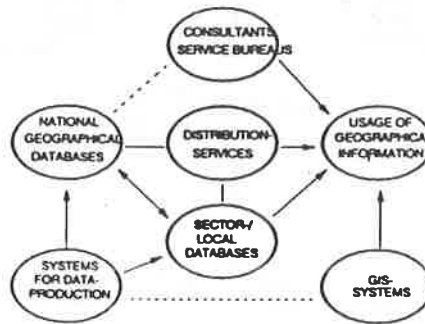 CONSULTANTS
SERVICE BUREAUS
NATIONAL
GEOGRAPHICAL
DATABASES
DISTRIBUTION-
SERVICES
USAGE OF
GEOGRAPHICAL
INFORMATION
SECTOR-/
LOCAL
DATABASES
SYSTEMS
FOR DATA-
PRODUCTION
GIS-
SYSTEMS